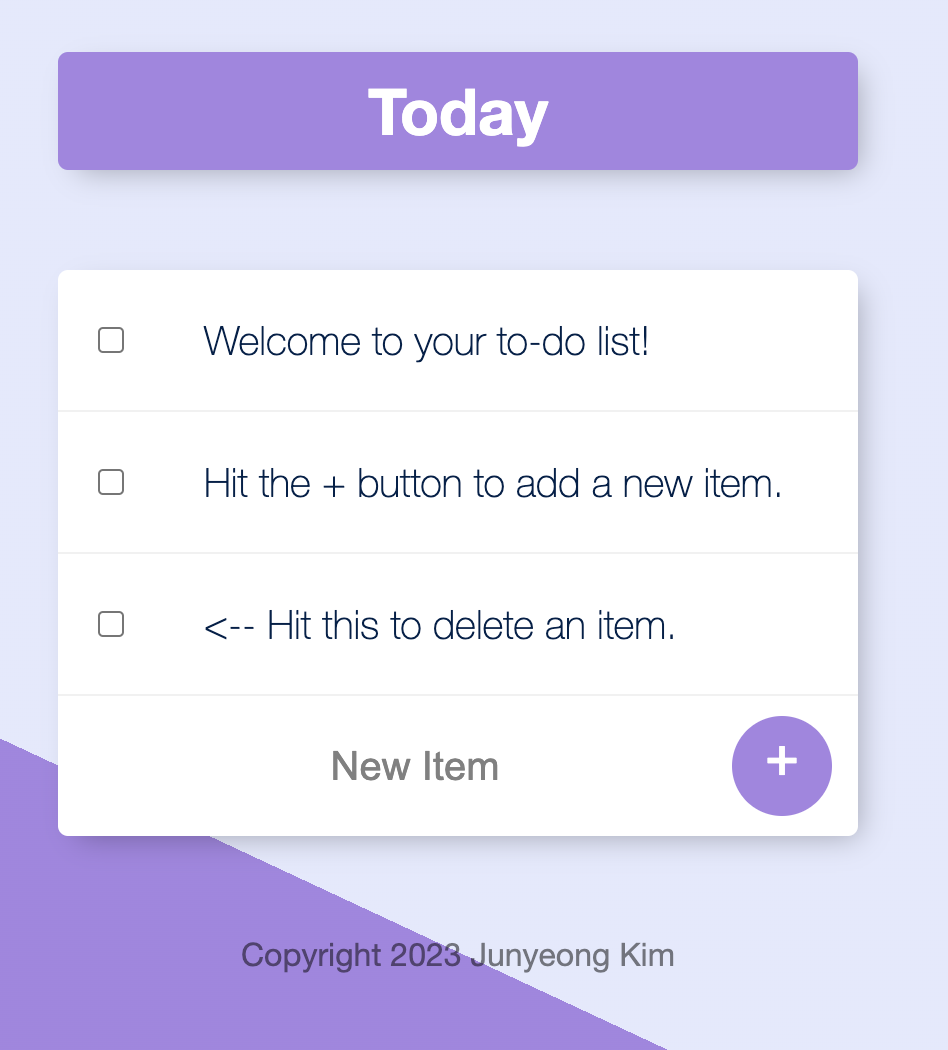 Today
Welcome to your to-do list!
Hit the + button to add a new item.
<-- Hit this to delete an item.
New Item
+
Copyright 2023 Junyeong Kim